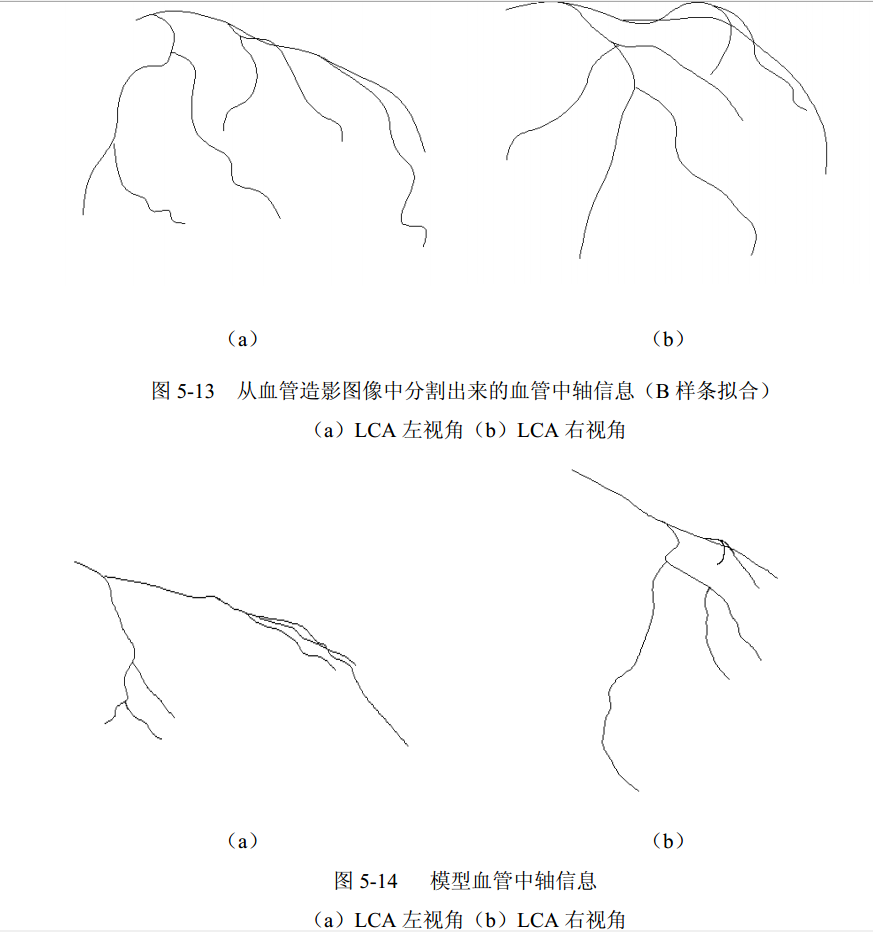 （a） （b）
图 5-13 从血管造影图像中分割出来的血管中轴信息（B 样条拟合）
（a）LCA 左视角（b）LCA 右视角
（a） （b）
图 5-14 模型血管中轴信息
（a）LCA 左视角（b）LCA 右视角